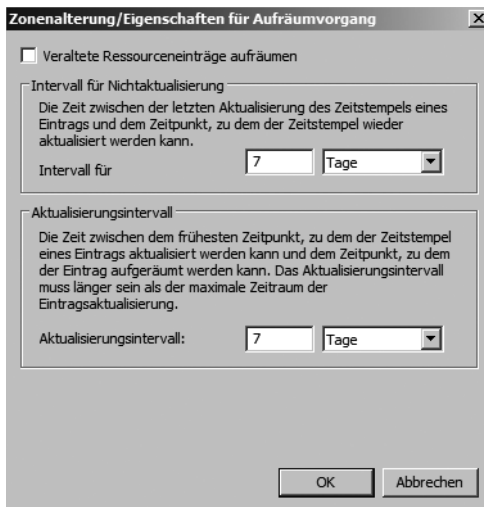 Zonenalterung/Eigenschaften für Aufräumvorgang
Veraltete Ressourceneinträge aufräumen
Intervall für Nichtaktualisierung
Die Zeit zwischen der letzten Aktualisierung des Zeitstempels eines
Eintrags und dem Zeitpunkt, zu dem der Zeitstempel wieder
aktualisiert werden kann.
Intervall für 7 Tage
Aktualisierungsintervall
Die Zeit zwischen dem frühesten Zeitpunkt, zu dem der Zeitstempel
eines Eintrags aktualisiert werden kann und dem Zeitpunkt, zu dem
der Eintrag aufgeräumt werden kann. Das Aktualisierungsintervall
muss länger sein als der maximale Zeitraum der
Eintragsaktualisierung.
Aktualisierungsintervall: 7 Tage
OK Abbrechen